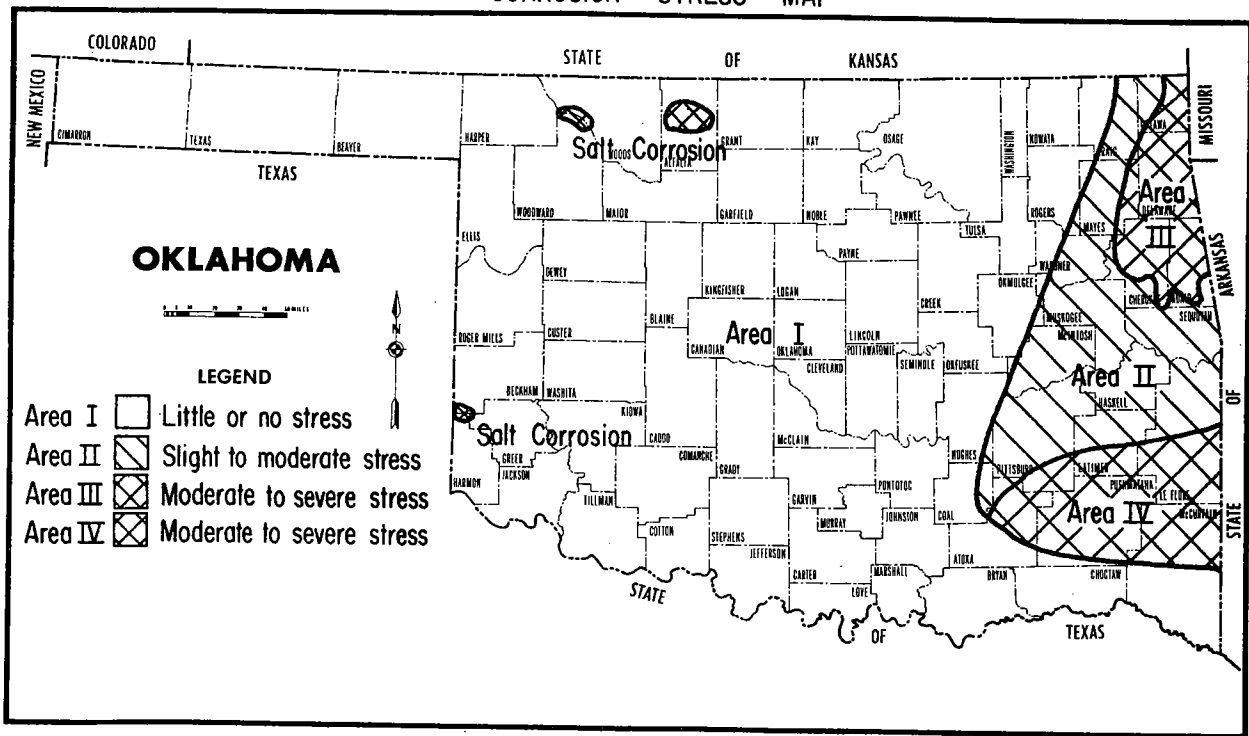 CORROSION STRESS MAP
COLORADO
STATE OF KANSAS
NEW MEXICO
MISSOURI
CIMARRON
TEXAS
BEAVER
HARPER
WOODS
ALFALFA
GRANT
KAY
OSAGE
WASHINGTON
NOWATA
CRAIG
OTTAWA
Salt Corrosion
TEXAS
WOODWARD
MAJOR
GARFIELD
NOBLE
PAWNEE
ROGERS
MAYES
DELAWARE
Area
III
ARKANSAS
TULSA
ELLIS
DEWEY
KINGFISHER
LOGAN
PAYNE
CREEK
OKMULGEE
WAGONER
CHEROKEE
ADAIR
SEQUOYAH
OKLAHOMA
MILES
N
ROGER MILLS
CUSTER
BLAINE
CANADIAN
Area I
OKLAHOMA
CLEVELAND
LINCOLN
POTTAWATOMIE
SEMINOLE
OKFUSKEE
MUSKOGEE
McINTOSH
Area II
HASKELL
OF
BECKHAM
WASHITA
KIOWA
CADDO
Salt Corrosion
GREER
JACKSON
HARMON
COMANCHE
GRADY
McCLAIN
HUGHES
PITTSBURG
LATIMER
PUSHMATAHA
LE FLORE
McCURTAIN
Area IV
STATE
TILLMAN
COTTON
STEPHENS
JEFFERSON
GARVIN
MURRAY
PONTOTOC
JOHNSTON
COAL
ATOKA
CARTER
LOVE
MARSHALL
BRYAN
CHOCTAW
STATE OF TEXAS
LEGEND
Area I Little or no stress
Area II Slight to moderate stress
Area III Moderate to severe stress
Area IV Moderate to severe stress